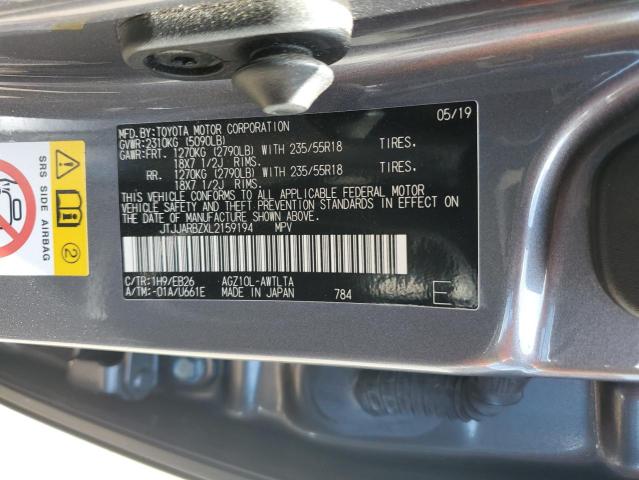 MFD.BY:TOYOTA MOTOR CORPORATION 05/19
GVWR:2310KG (5090LB)
GAWR:FRT. 1270KG (2790LB) WITH 235/55R18 TIRES.
18X7 1/2J RIMS.
RR. 1270KG (2790LB) WITH 235/55R18 TIRES.
18X7 1/2J RIMS.
THIS VEHICLE CONFORMS TO ALL APPLICABLE FEDERAL MOTOR
VEHICLE SAFETY AND THEFT PREVENTION STANDARDS IN EFFECT ON
THE DATE OF MANUFACTURE SHOWN ABOVE.
JTJJARBZXL2159194 MPV
C/TR:1H9/EB26 AGZ10L-AWTLTA
A/TM:-01A/U661E MADE IN JAPAN 784 E
SRS SIDE AIRBAG
2